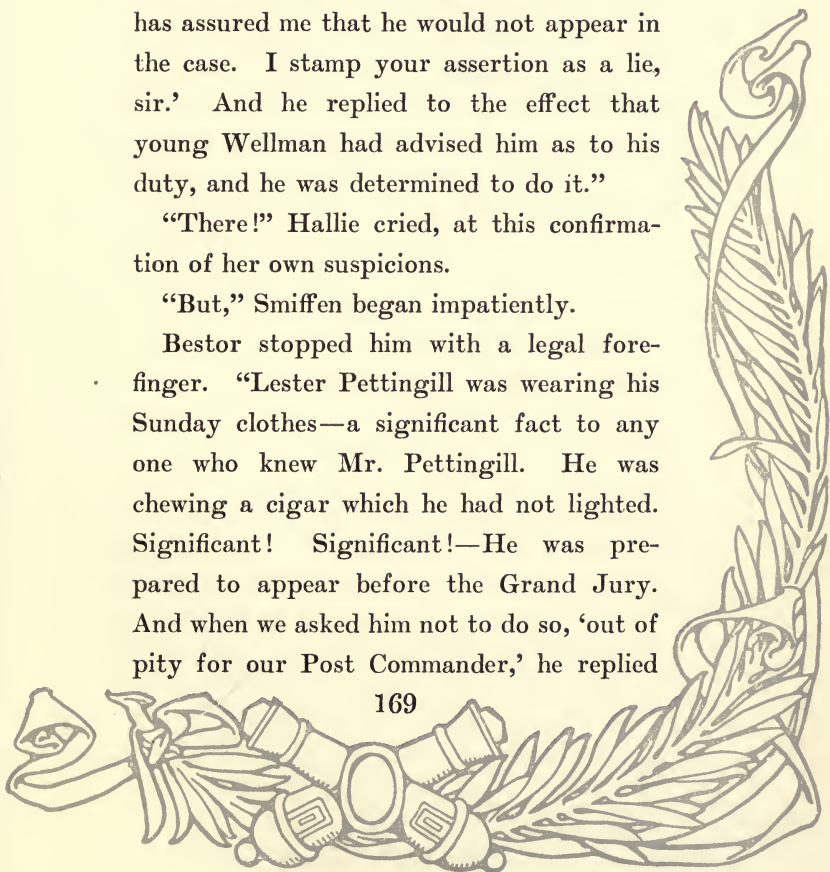 has assured me that he would not appear in
the case. I stamp your assertion as a lie,
sir.’ And he replied to the effect that
young Wellman had advised him as to his
duty, and he was determined to do it.”
“There!” Hallie cried, at this confirma-
tion of her own suspicions.
“But,” Smiffen began impatiently.
Bestor stopped him with a legal fore-
finger. “Lester Pettingill was wearing his
Sunday clothes—a significant fact to any
one who knew Mr. Pettingill. He was
chewing a cigar which he had not lighted.
Significant! Significant!—He was pre-
pared to appear before the Grand Jury.
And when we asked him not to do so, ‘out of
pity for our Post Commander,’ he replied
169